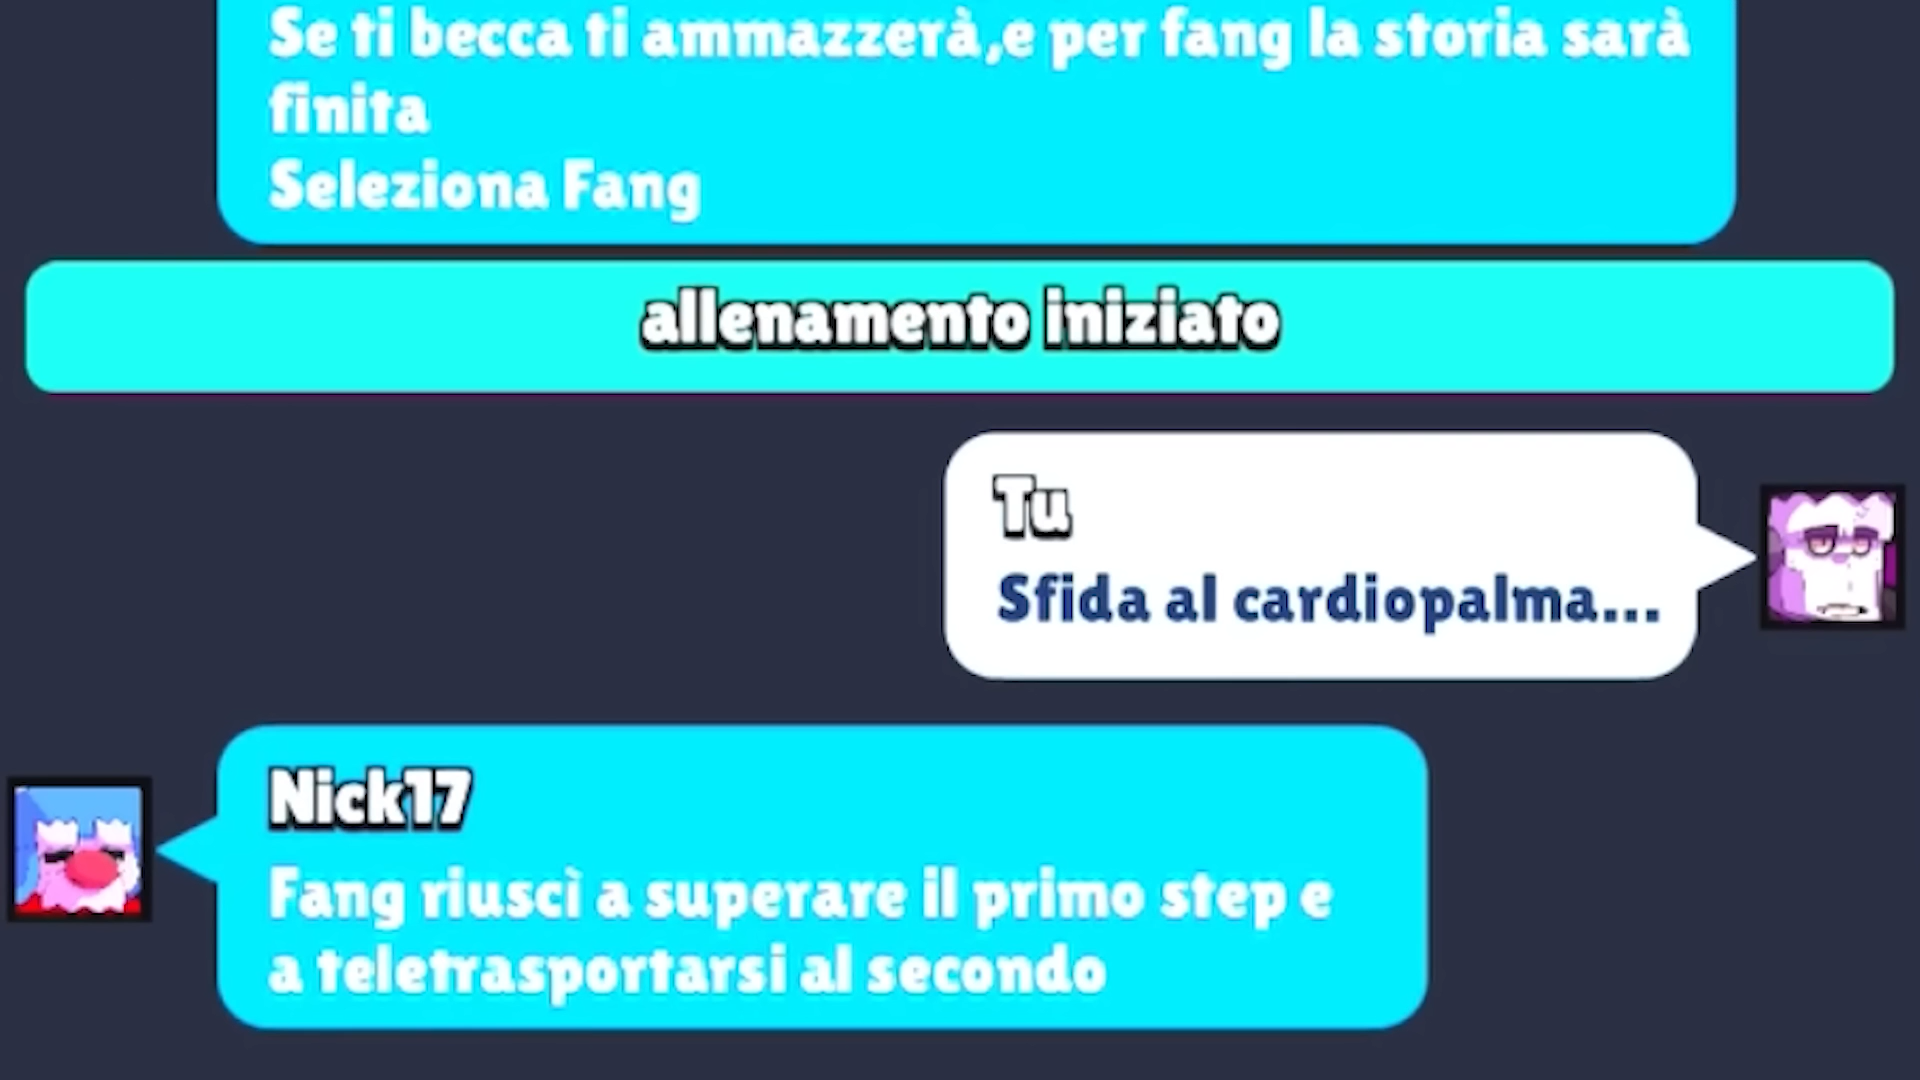 Se ti becca ti ammazzerà,e per fang la storia sarà
finita
Seleziona Fang
allenamento iniziato
Tu
Sfida al cardiopalma...
Nick17
Fang riuscì a superare il primo step e
a teletrasportarsi al secondo